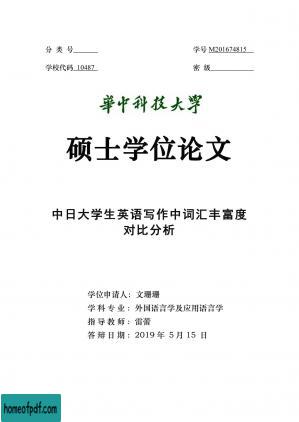 分 类 号 学号 M201674815
学校代码 10487 密 级
華中科技大學
硕士学位论文
中日大学生英语写作中词汇丰富度
对比分析
学位申请人: 文珊珊
学 科 专 业 : 外国语言学及应用语言学
指 导 教 师 : 雷蕾
答 辩 日 期 : 2019 年 5 月 15 日
homeofpdf.com